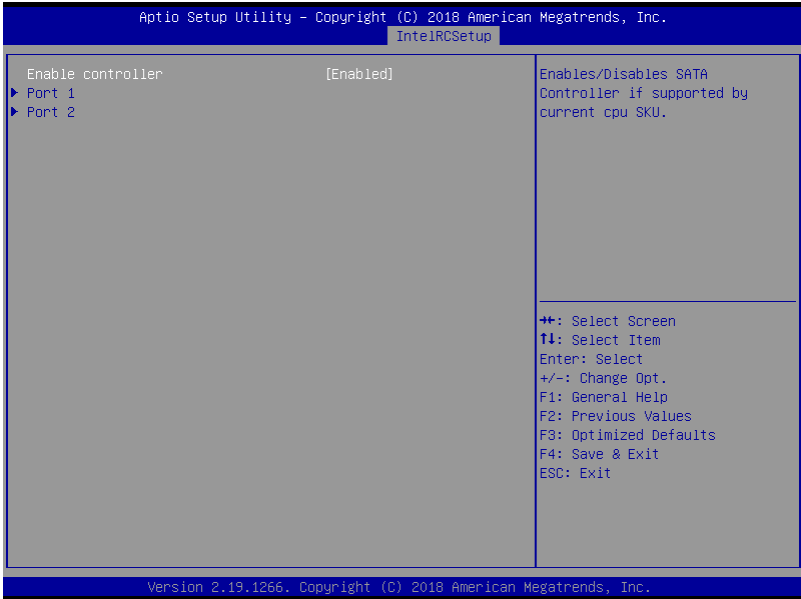 Aptio Setup Utility – Copyright (C) 2018 American Megatrends, Inc.
IntelRCSetup
Enable controller [Enabled]
Port 1
Port 2
Enables/Disables SATA
Controller if supported by
current cpu SKU.
→←: Select Screen
↑↓: Select Item
Enter: Select
+/-: Change Opt.
F1: General Help
F2: Previous Values
F3: Optimized Defaults
F4: Save & Exit
ESC: Exit
Version 2.19.1266. Copyright (C) 2018 American Megatrends, Inc.